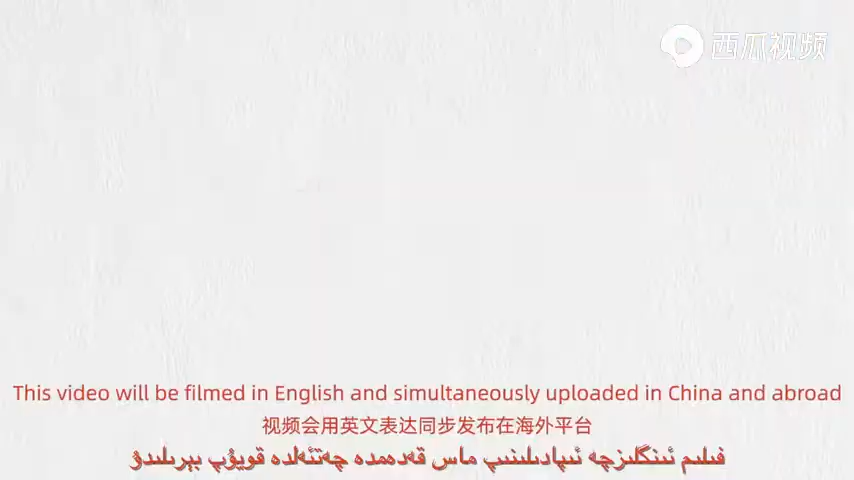 西瓜视频
This video will be filmed in English and simultaneously uploaded in China and abroad
视频会用英文表达同步发布在海外平台
فىلىم ئىنگلىزچە ئىپادىلىنىپ ماس قەدەمدە چەتئەلدە قويۇپ بېرىلىدۇ